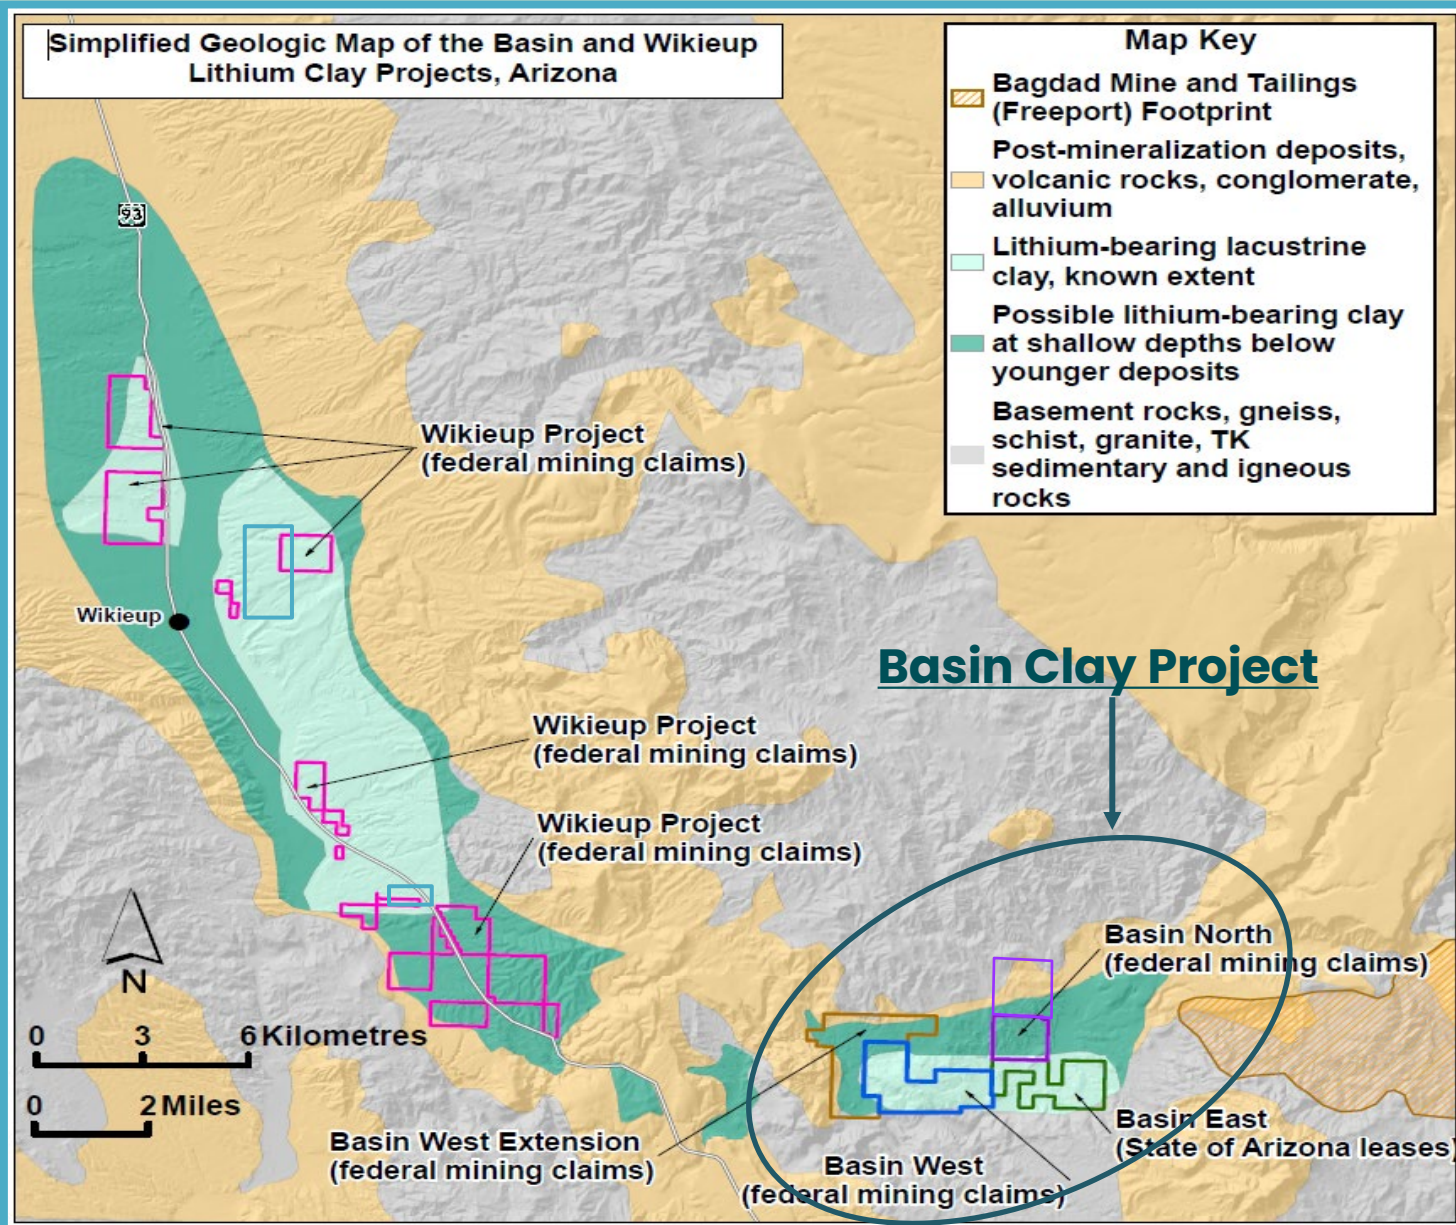 Simplified Geologic Map of the Basin and Wikieup
Lithium Clay Projects, Arizona
Map Key
Bagdad Mine and Tailings
(Freeport) Footprint
Post-mineralization deposits,
volcanic rocks, conglomerate,
alluvium
Lithium-bearing lacustrine
clay, known extent
Possible lithium-bearing clay
at shallow depths below
younger deposits
Basement rocks, gneiss,
schist, granite, TK
sedimentary and igneous
rocks
93
Wikieup Project
(federal mining claims)
Wikieup
Basin Clay Project
Wikieup Project
(federal mining claims)
Wikieup Project
(federal mining claims)
N
0 3 6 Kilometres
0 2 Miles
Basin North
(federal mining claims)
Basin East
(State of Arizona leases)
Basin West Extension
(federal mining claims)
Basin West
(federal mining claims)